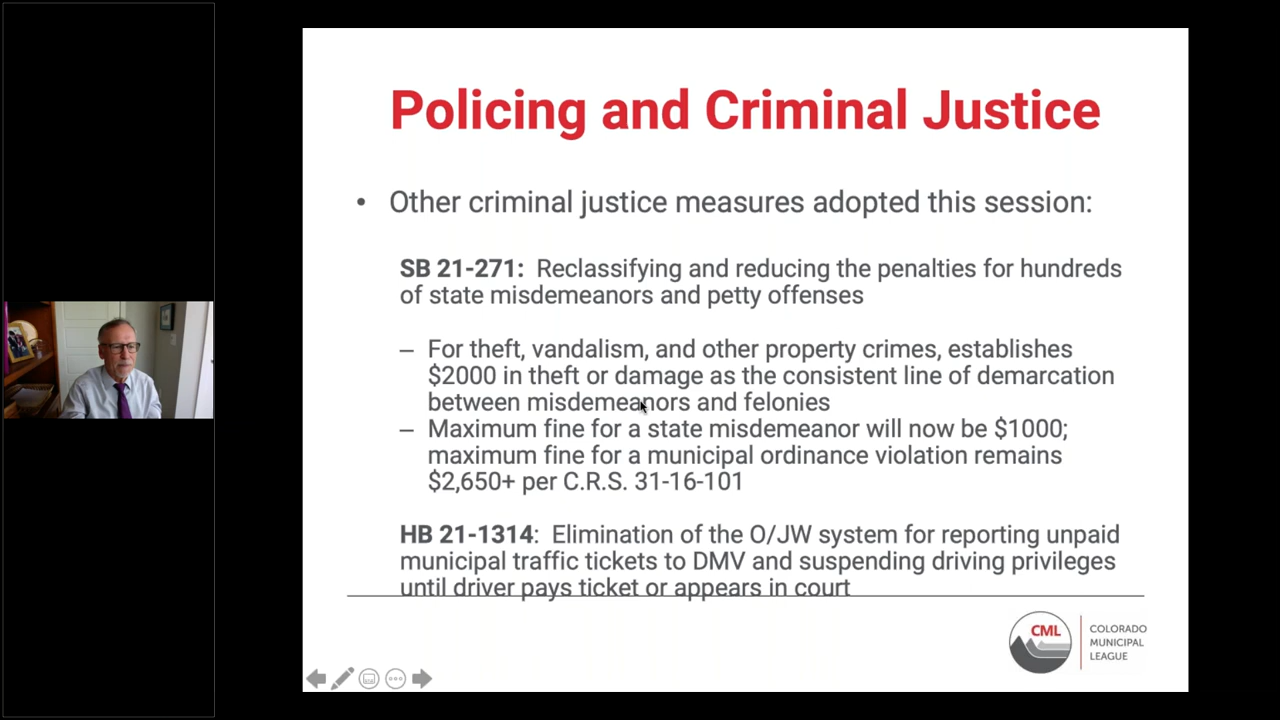 Policing and Criminal Justice
• Other criminal justice measures adopted this session:
SB 21-271: Reclassifying and reducing the penalties for hundreds
of state misdemeanors and petty offenses
– For theft, vandalism, and other property crimes, establishes
$2000 in theft or damage as the consistent line of demarcation
between misdemeanors and felonies
– Maximum fine for a state misdemeanor will now be $1000;
maximum fine for a municipal ordinance violation remains
$2,650+ per C.R.S. 31-16-101
HB 21-1314: Elimination of the O/JW system for reporting unpaid
municipal traffic tickets to DMV and suspending driving privileges
until driver pays ticket or appears in court
CML
COLORADO
MUNICIPAL
LEAGUE